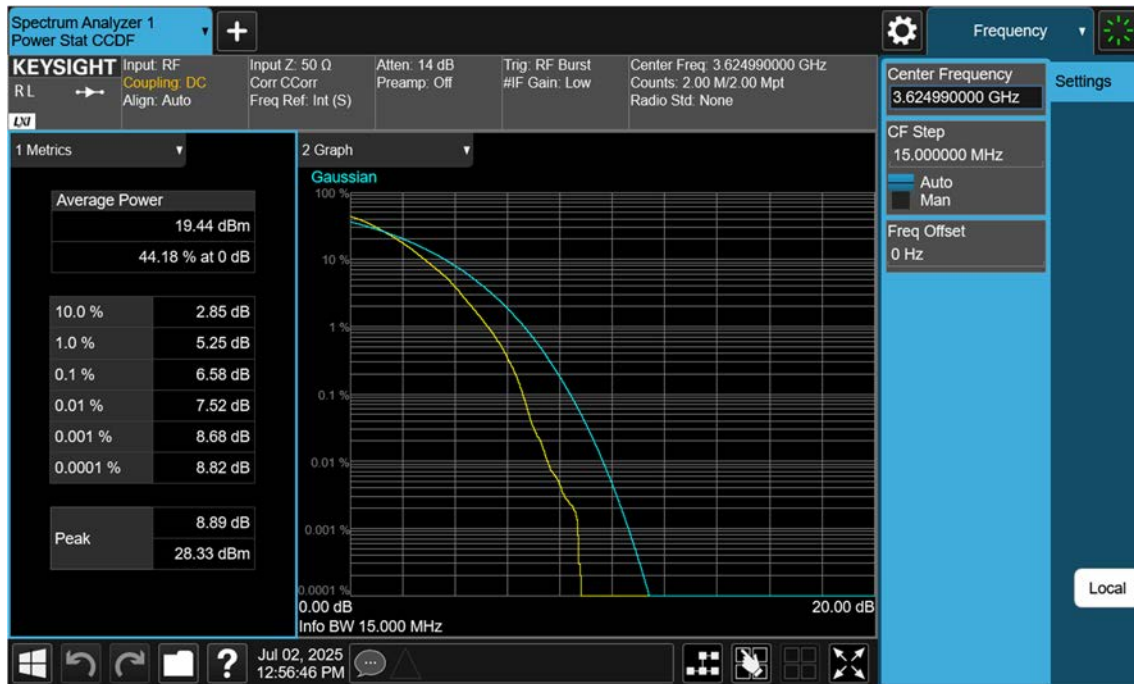 Spectrum Analyzer 1
Power Stat CCDF
Frequency
KEYSIGHT
RL
LXI
Input: RF
Coupling: DC
Align: Auto
Input Z: 50 Ω
Corr CCorr
Freq Ref: Int (S)
Atten: 14 dB
Preamp: Off
Trig: RF Burst
#IF Gain: Low
Center Freq: 3.624990000 GHz
Counts: 2.00 M/2.00 Mpt
Radio Std: None
Center Frequency
3.624990000 GHz
Settings
CF Step
15.000000 MHz
Auto
Man
Freq Offset
0 Hz
1 Metrics
Average Power
19.44 dBm
44.18 % at 0 dB
10.0 % 2.85 dB
1.0 % 5.25 dB
0.1 % 6.58 dB
0.01 % 7.52 dB
0.001 % 8.68 dB
0.0001 % 8.82 dB
Peak
8.89 dB
28.33 dBm
2 Graph
Gaussian
100 %
10 %
1 %
0.1 %
0.01 %
0.001 %
0.0001 %
0.00 dB 20.00 dB
Info BW 15.000 MHz
Local
?
Jul 02, 2025
12:56:46 PM